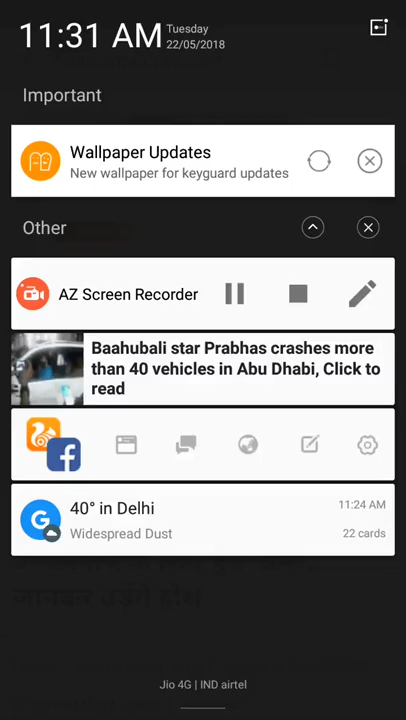 11:31 AM
Tuesday
22/05/2018
Important
Wallpaper Updates
New wallpaper for keyguard updates
Other
AZ Screen Recorder
Baahubali star Prabhas crashes more
than 40 vehicles in Abu Dhabi, Click to
read
40° in Delhi
11:24 AM
Widespread Dust
22 cards
जानकर उड़ेंगे होश
Jio 4G | IND airtel